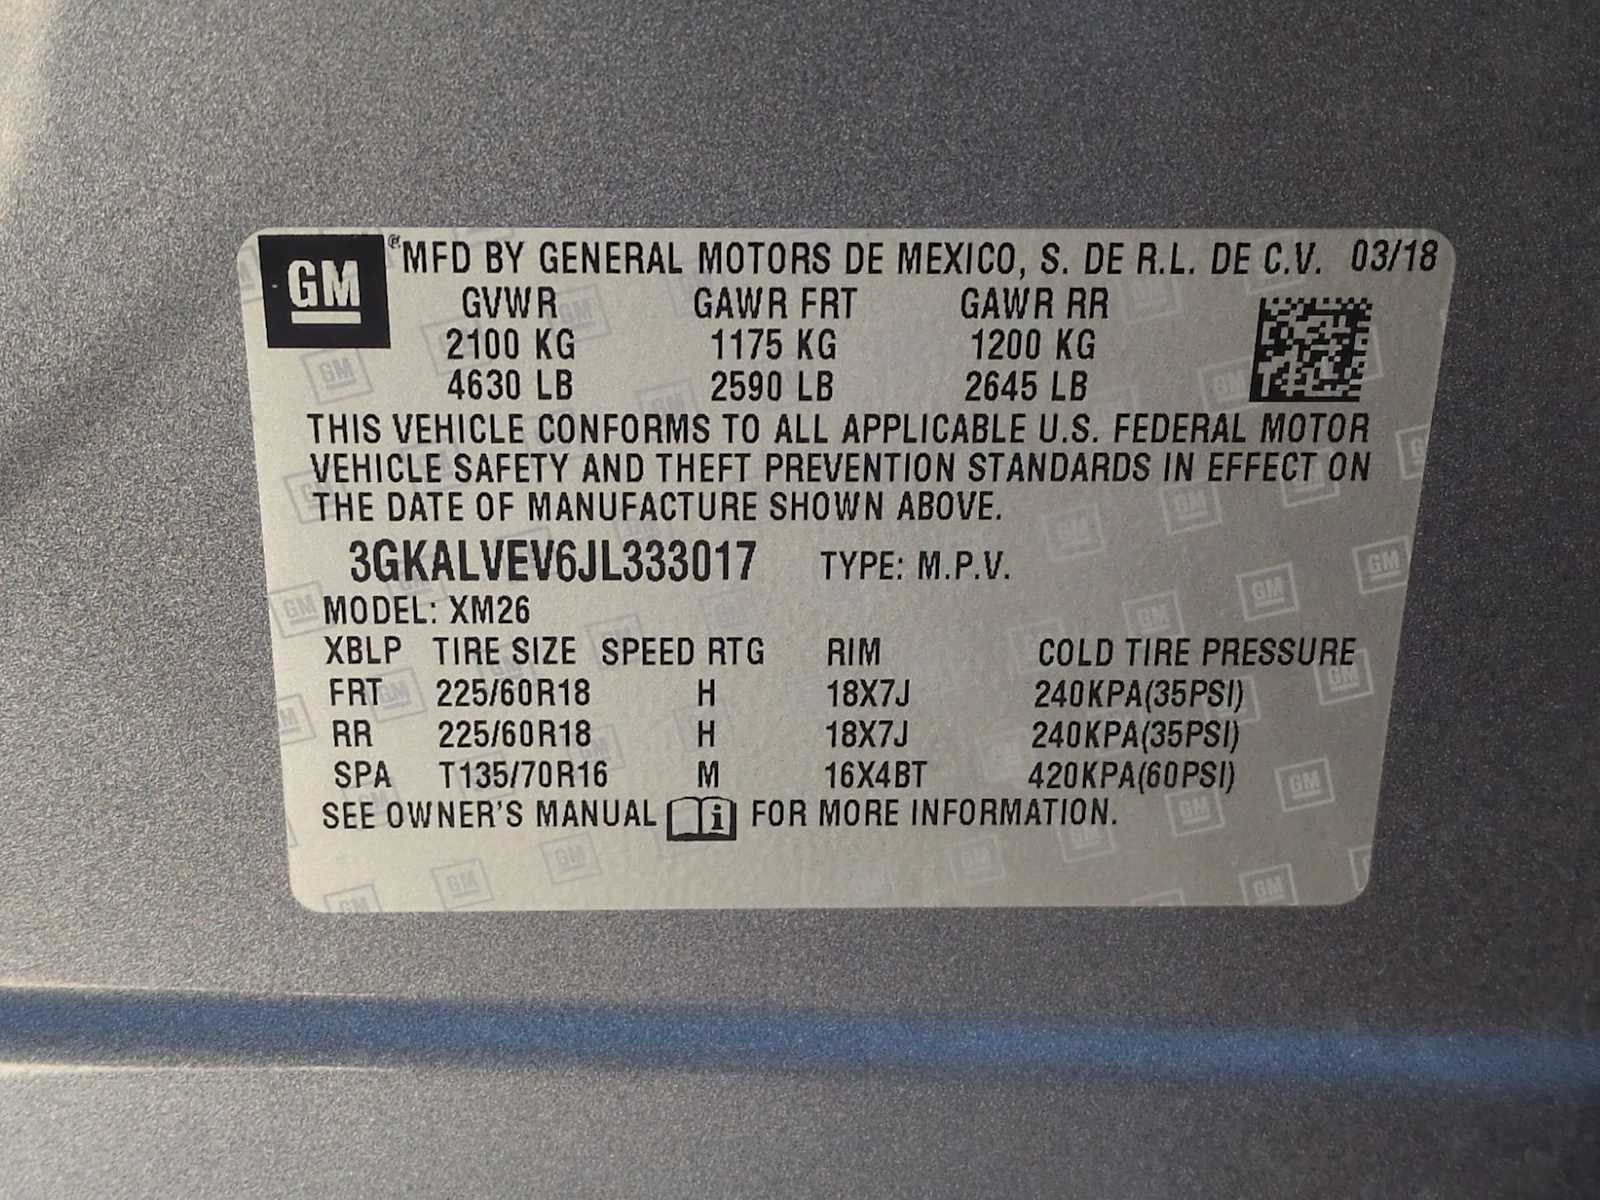 GM ® MFD BY GENERAL MOTORS DE MEXICO, S. DE R.L. DE C.V. 03/18
GVWR GAWR FRT GAWR RR
2100 KG 1175 KG 1200 KG
4630 LB 2590 LB 2645 LB
THIS VEHICLE CONFORMS TO ALL APPLICABLE U.S. FEDERAL MOTOR
VEHICLE SAFETY AND THEFT PREVENTION STANDARDS IN EFFECT ON
THE DATE OF MANUFACTURE SHOWN ABOVE.
3GKALVEV6JL333017 TYPE: M.P.V.
MODEL: XM26
XBLP TIRE SIZE SPEED RTG RIM COLD TIRE PRESSURE
FRT 225/60R18 H 18X7J 240KPA(35PSI)
RR 225/60R18 H 18X7J 240KPA(35PSI)
SPA T135/70R16 M 16X4BT 420KPA(60PSI)
SEE OWNER'S MANUAL i FOR MORE INFORMATION.